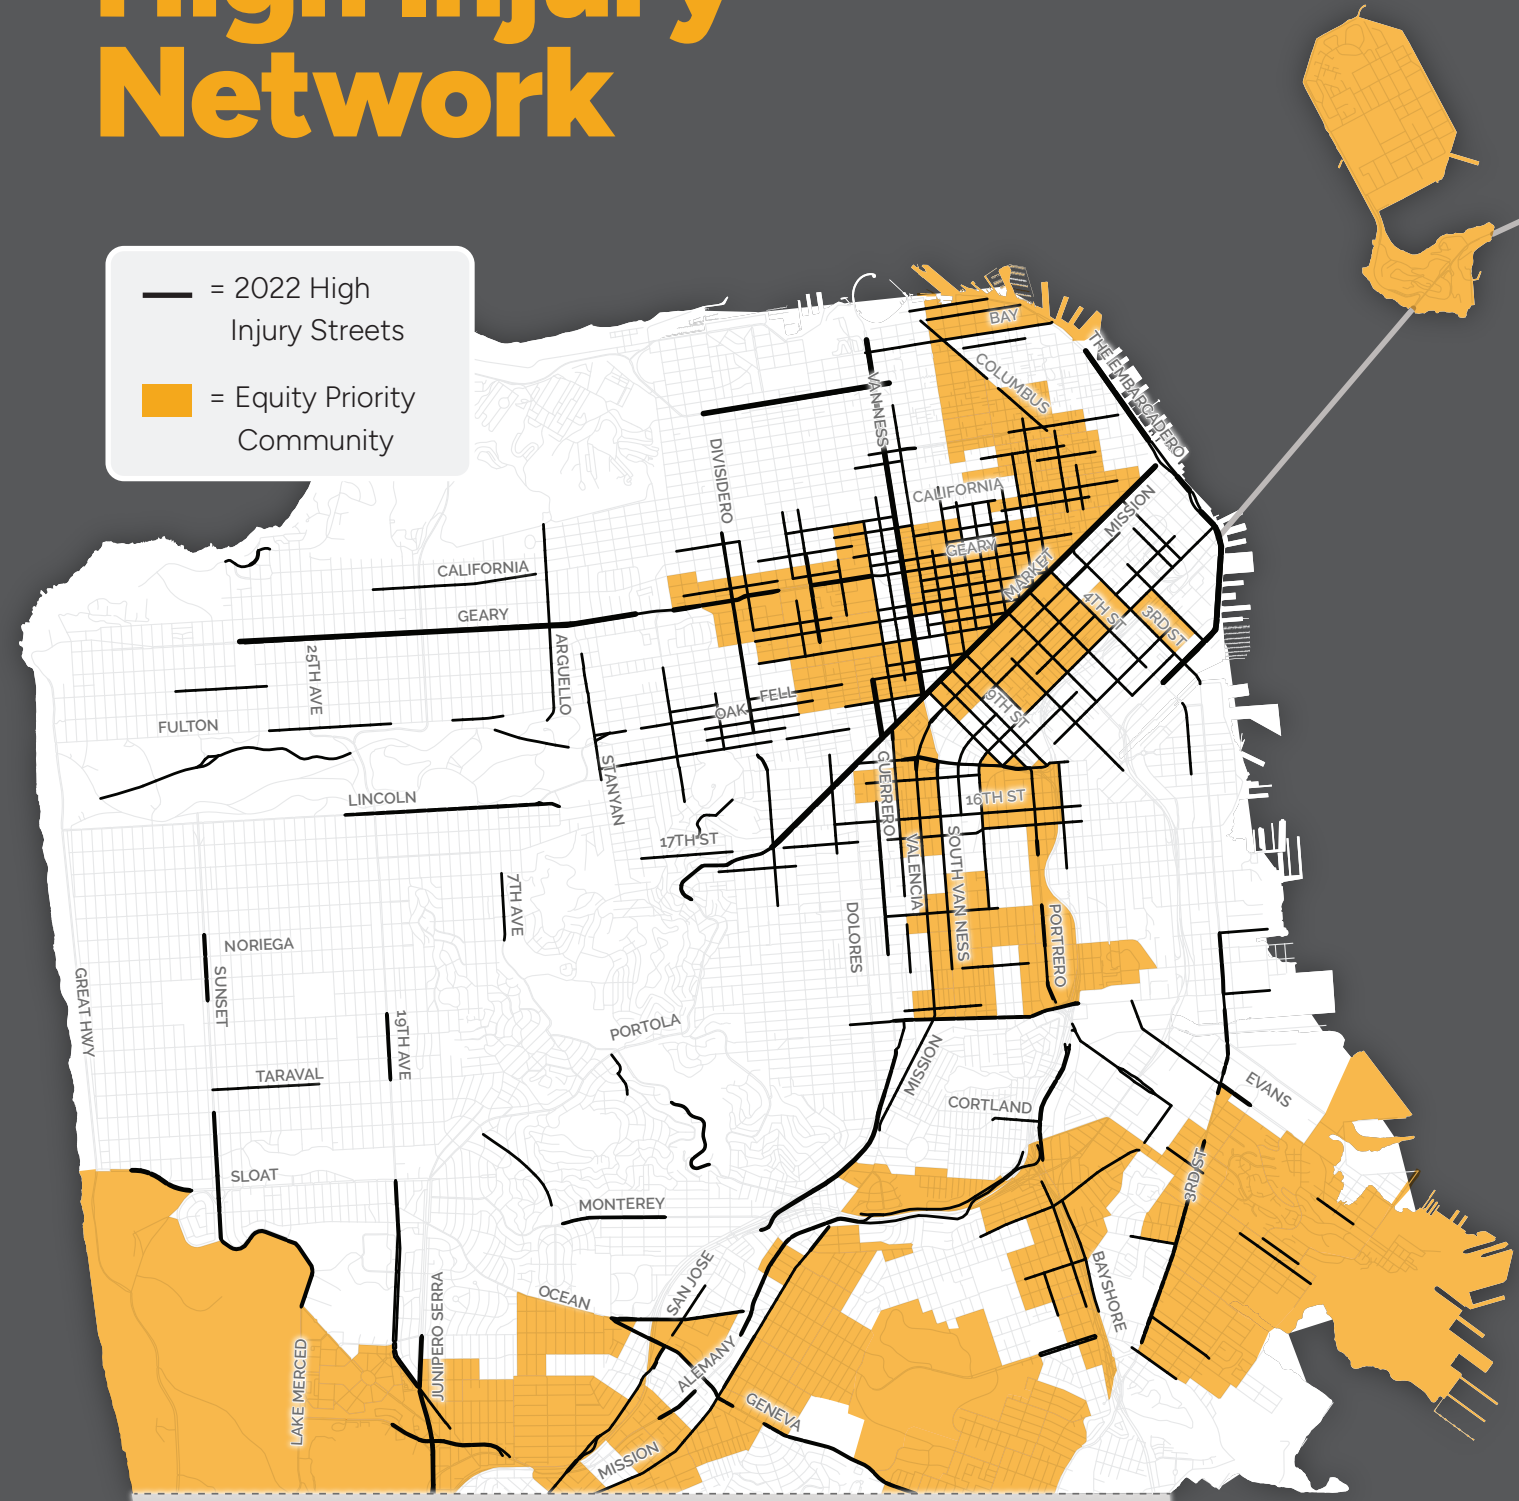 High Injury
Network
= 2022 High
Injury Streets
= Equity Priority
Community
BAY
THE EMBARCADERO
COLUMBUS
VAN NESS
DIVISIDERO
CALIFORNIA
MISSION
GEARY
MARKET
4TH ST
3RD ST
CALIFORNIA
GEARY
25TH AVE
ARGUELLO
FELL
OAK
9TH ST
FULTON
STANYAN
GUERRERO
LINCOLN
16TH ST
17TH ST
VALENCIA
SOUTH VAN NESS
7TH AVE
DOLORES
PORTRERO
NORIEGA
SUNSET
GREAT HWY
19TH AVE
PORTOLA
MISSION
TARAVAL
CORTLAND
EVANS
SLOAT
3RD ST
MONTEREY
SAN JOSE
BAYSHORE
OCEAN
JUNIPERO SERRA
LAKE MERCED
ALEMANY
GENEVA
MISSION